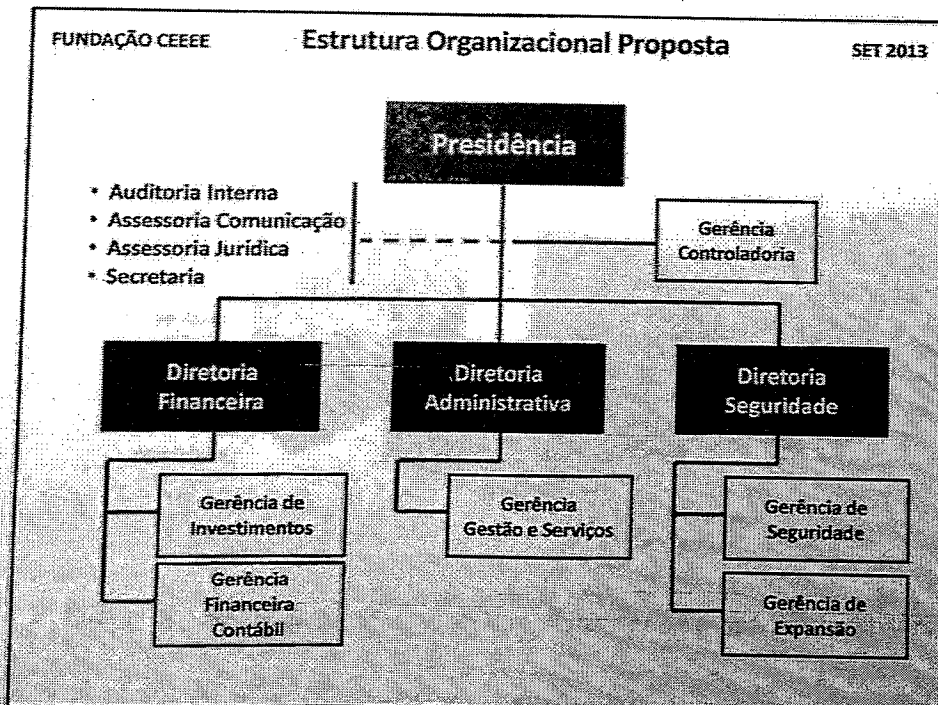 FUNDAÇÃO CEEEE
Estrutura Organizacional Proposta
SET 2013
Presidência
• Auditoria Interna
• Assessoria Comunicação
• Assessoria Jurídica
• Secretaria
Gerência
Controladoria
Diretoria
Financeira
Diretoria
Administrativa
Diretoria
Seguridade
Gerência de
Investimentos
Gerência
Financeira
Contábil
Gerência
Gestão e Serviços
Gerência de
Seguridade
Gerência de
Expansão